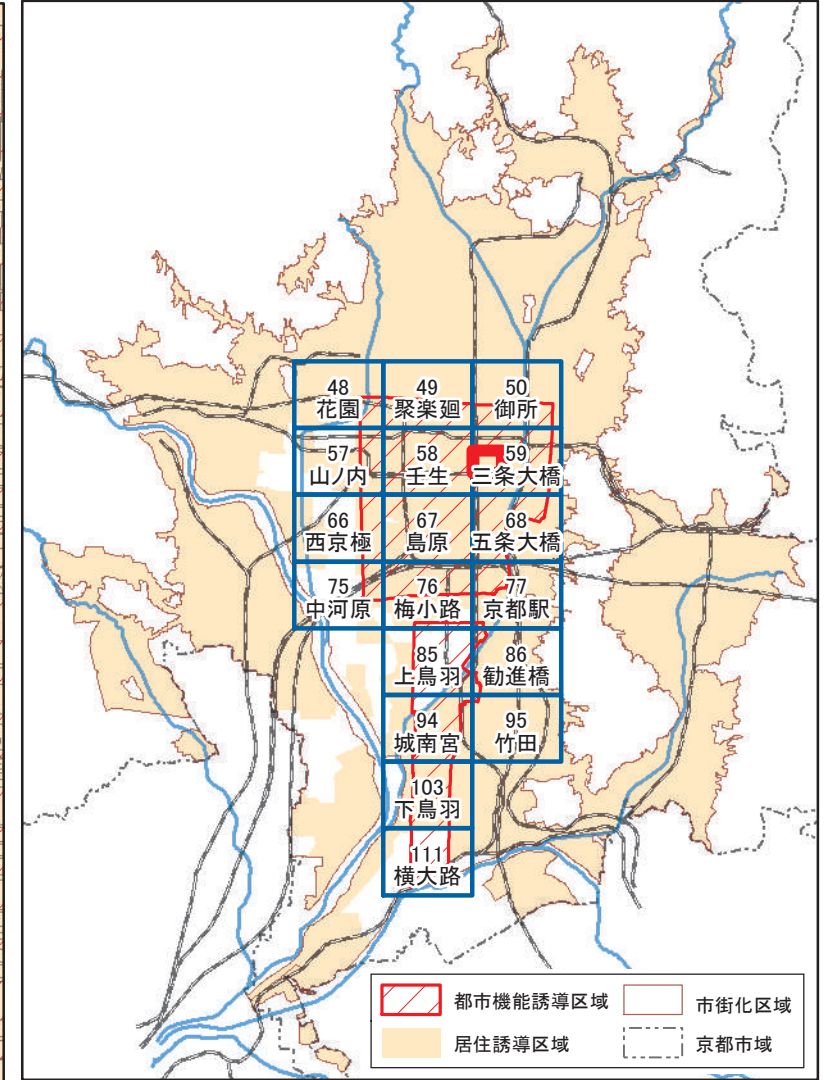 48
花園
49
聚楽廻
50
御所
57
山ノ内
58
壬生
59
三条大橋
66
西京極
67
島原
68
五条大橋
75
中河原
76
梅小路
77
京都駅
85
上鳥羽
86
勧進橋
94
城南宮
95
竹田
103
下鳥羽
111
横大路
都市機能誘導区域
市街化区域
居住誘導区域
京都市域